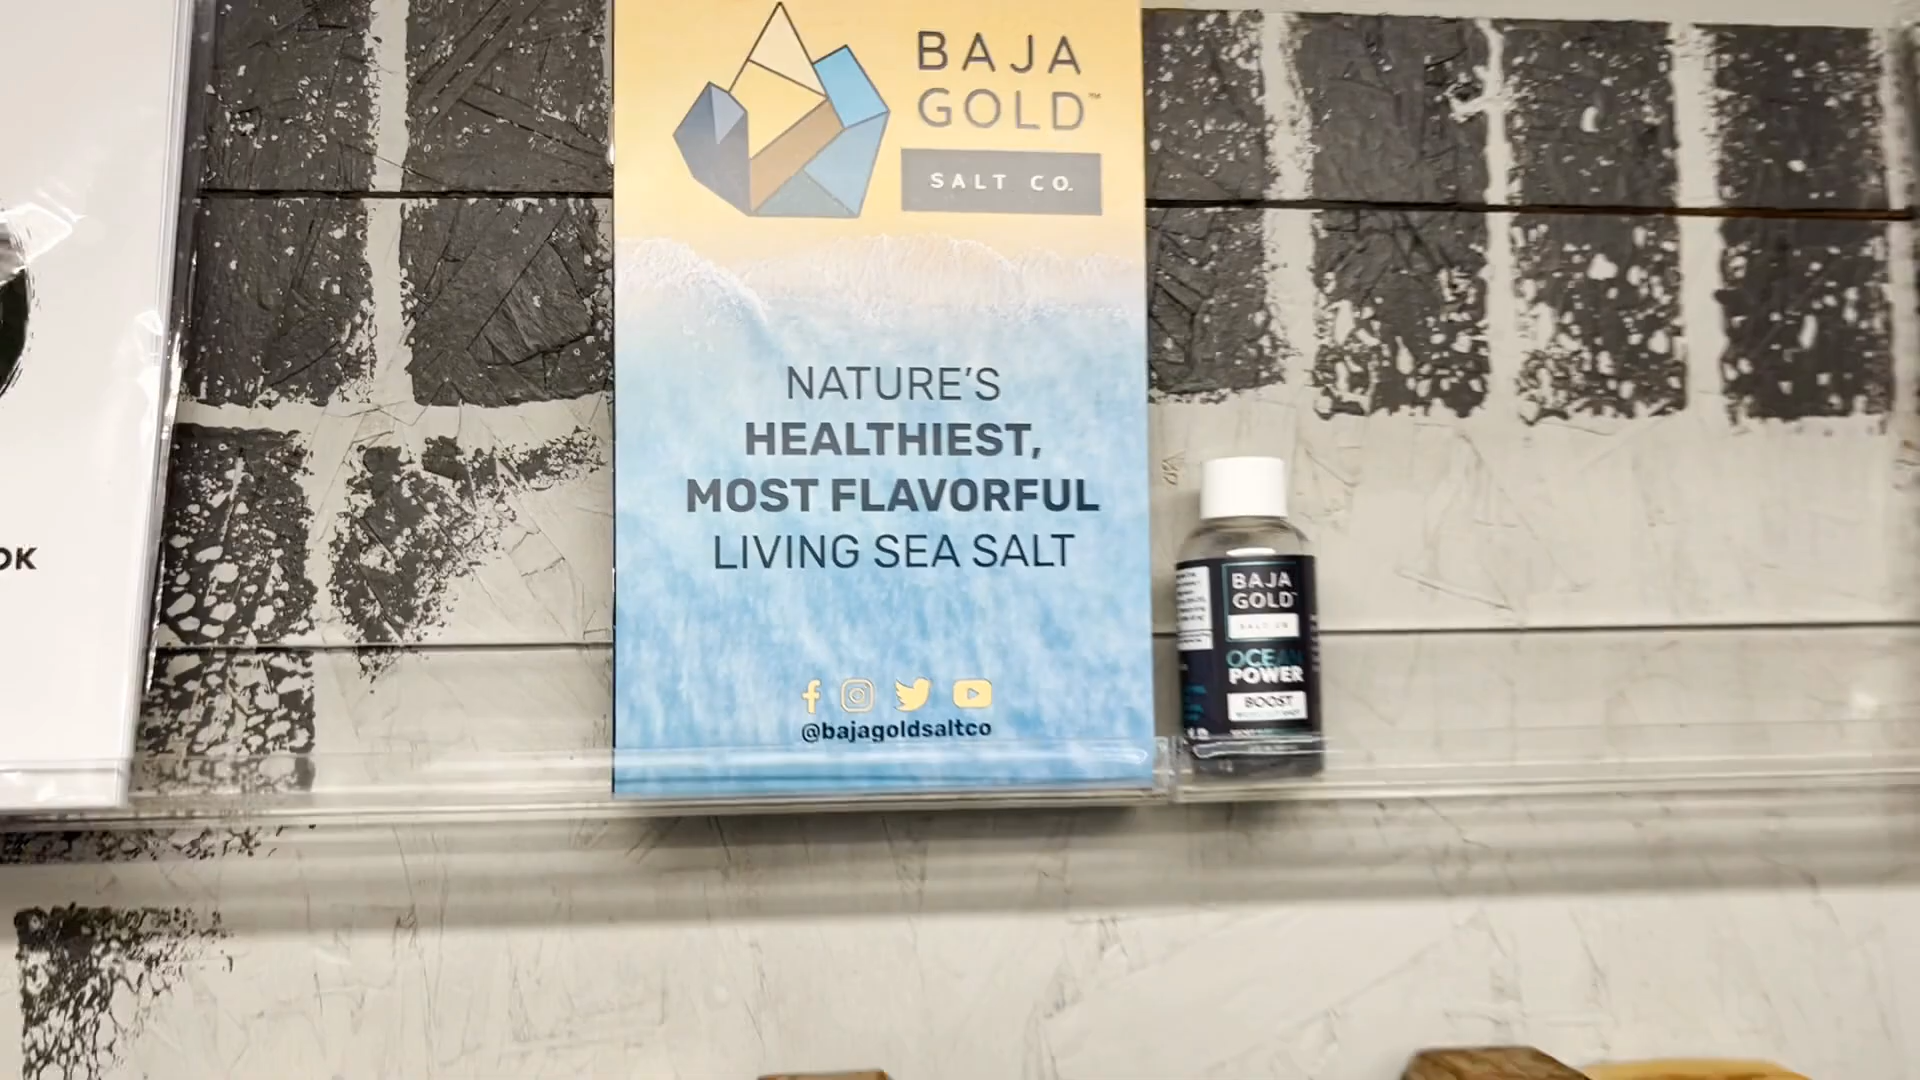 BAJA
GOLD™
SALT CO.
NATURE'S
HEALTHIEST,
MOST FLAVORFUL
LIVING SEA SALT
@bajagoldsaltco
OK
BAJA
GOLD™
SALT CO.
OCEAN
POWER
BOOST